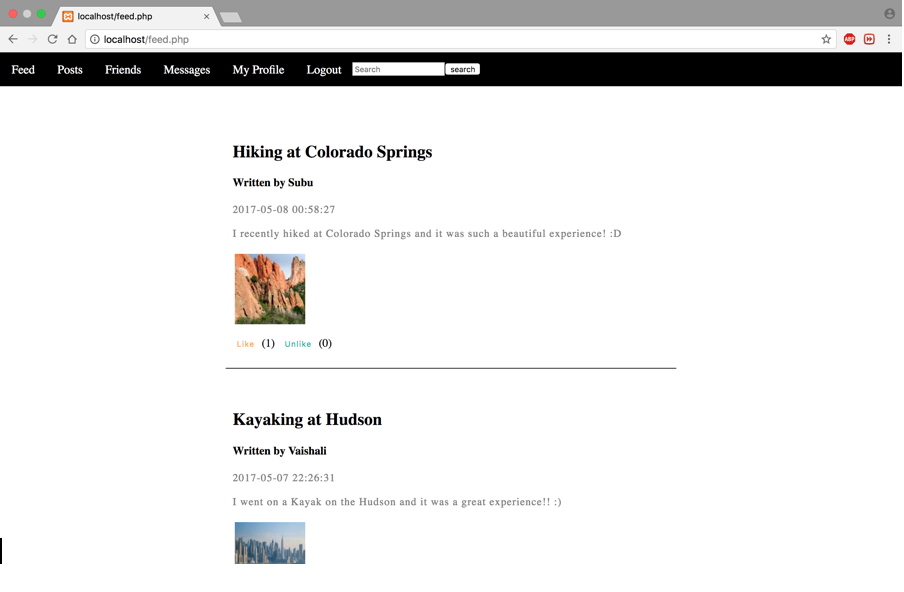 localhost/feed.php
localhost/feed.php
ABP
Feed Posts Friends Messages My Profile Logout Search search
Hiking at Colorado Springs
Written by Subu
2017-05-08 00:58:27
I recently hiked at Colorado Springs and it was such a beautiful experience! :D
Like (1) Unlike (0)
Kayaking at Hudson
Written by Vaishali
2017-05-07 22:26:31
I went on a Kayak on the Hudson and it was a great experience!! :)